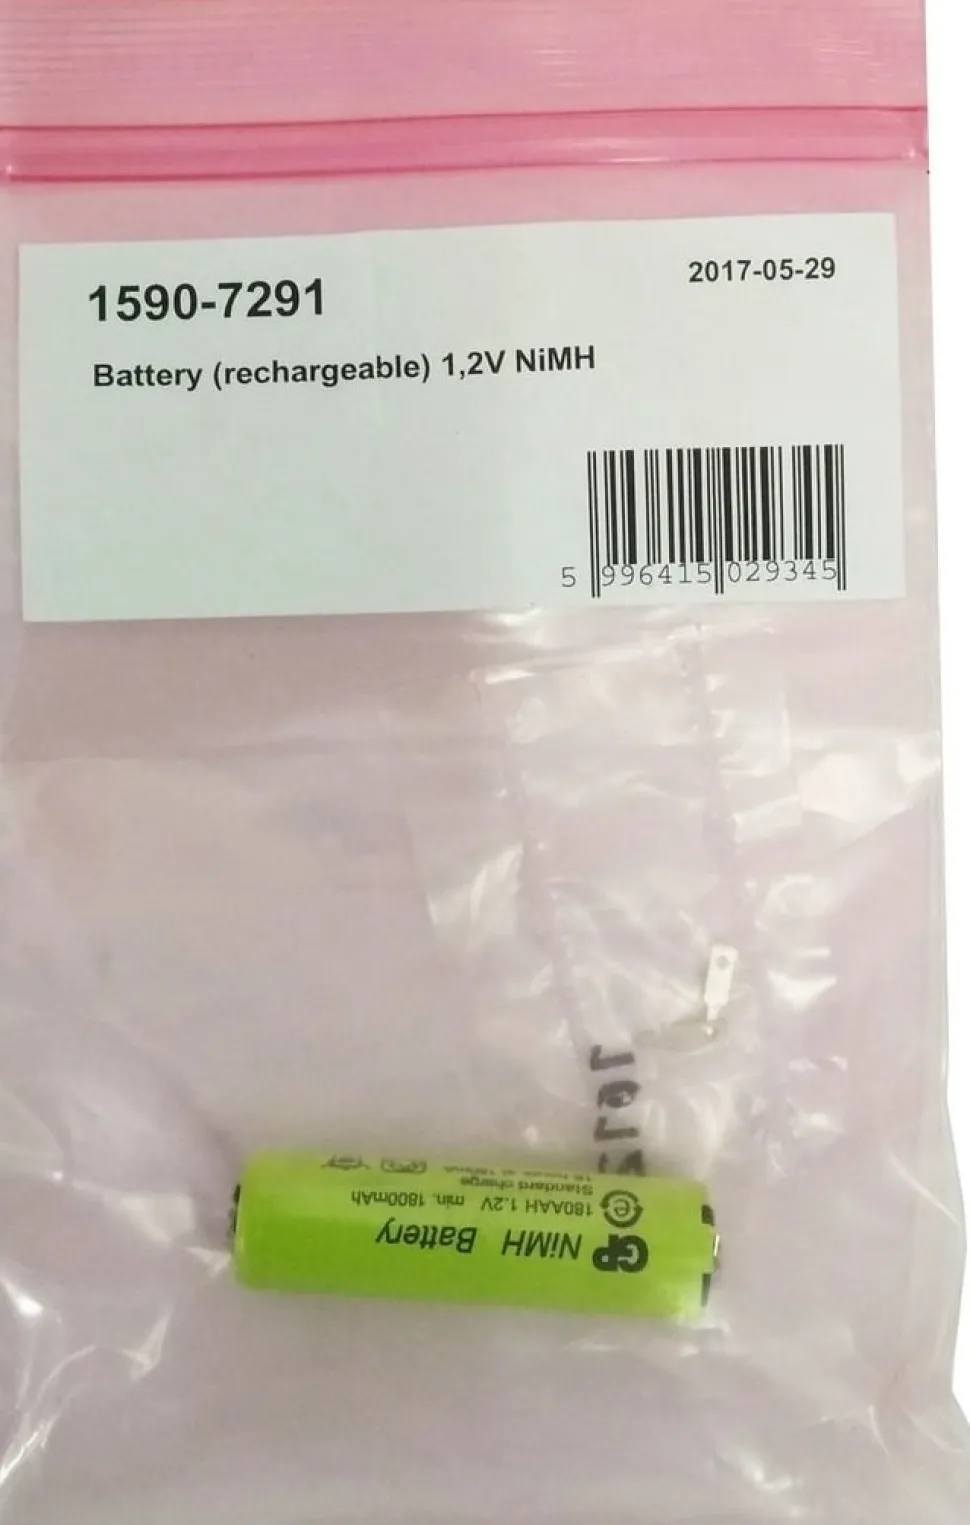 1590-7291
2017-05-29
Battery (rechargeable) 1,2V NiMH
5 996415 029345
GP NiMH Battery
180AAH 1.2V min. 1800mAh
Standard charge